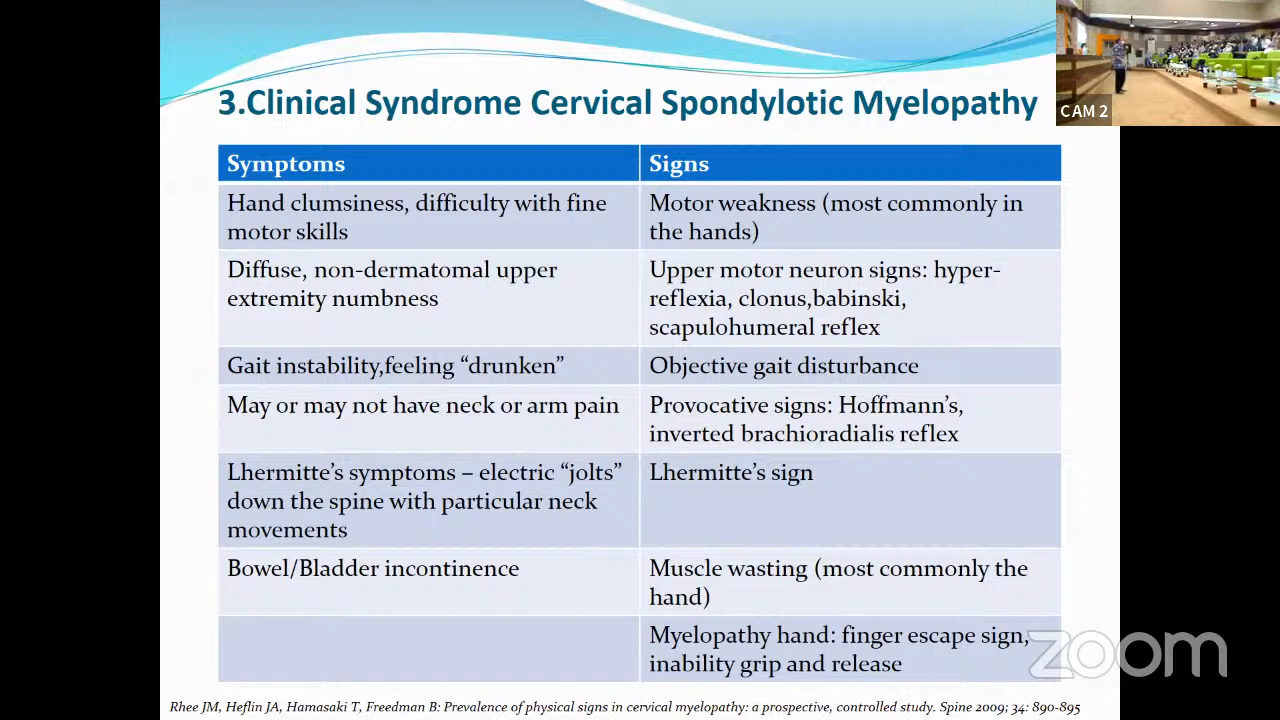 CAM 2
3.Clinical Syndrome Cervical Spondylotic Myelopathy
Symptoms
Signs
Hand clumsiness, difficulty with fine
motor skills
Motor weakness (most commonly in
the hands)
Diffuse, non-dermatomal upper
extremity numbness
Upper motor neuron signs: hyper-
reflexia, clonus,babinski,
scapulohumeral reflex
Gait instability,feeling “drunken”
Objective gait disturbance
May or may not have neck or arm pain
Provocative signs: Hoffmann’s,
inverted brachioradialis reflex
Lhermitte’s symptoms – electric “jolts”
down the spine with particular neck
movements
Lhermitte’s sign
Bowel/Bladder incontinence
Muscle wasting (most commonly the
hand)
Myelopathy hand: finger escape sign,
inability grip and release
zoom
Rhee JM, Heflin JA, Hamasaki T, Freedman B: Prevalence of physical signs in cervical myelopathy: a prospective, controlled study. Spine 2009; 34: 890-895